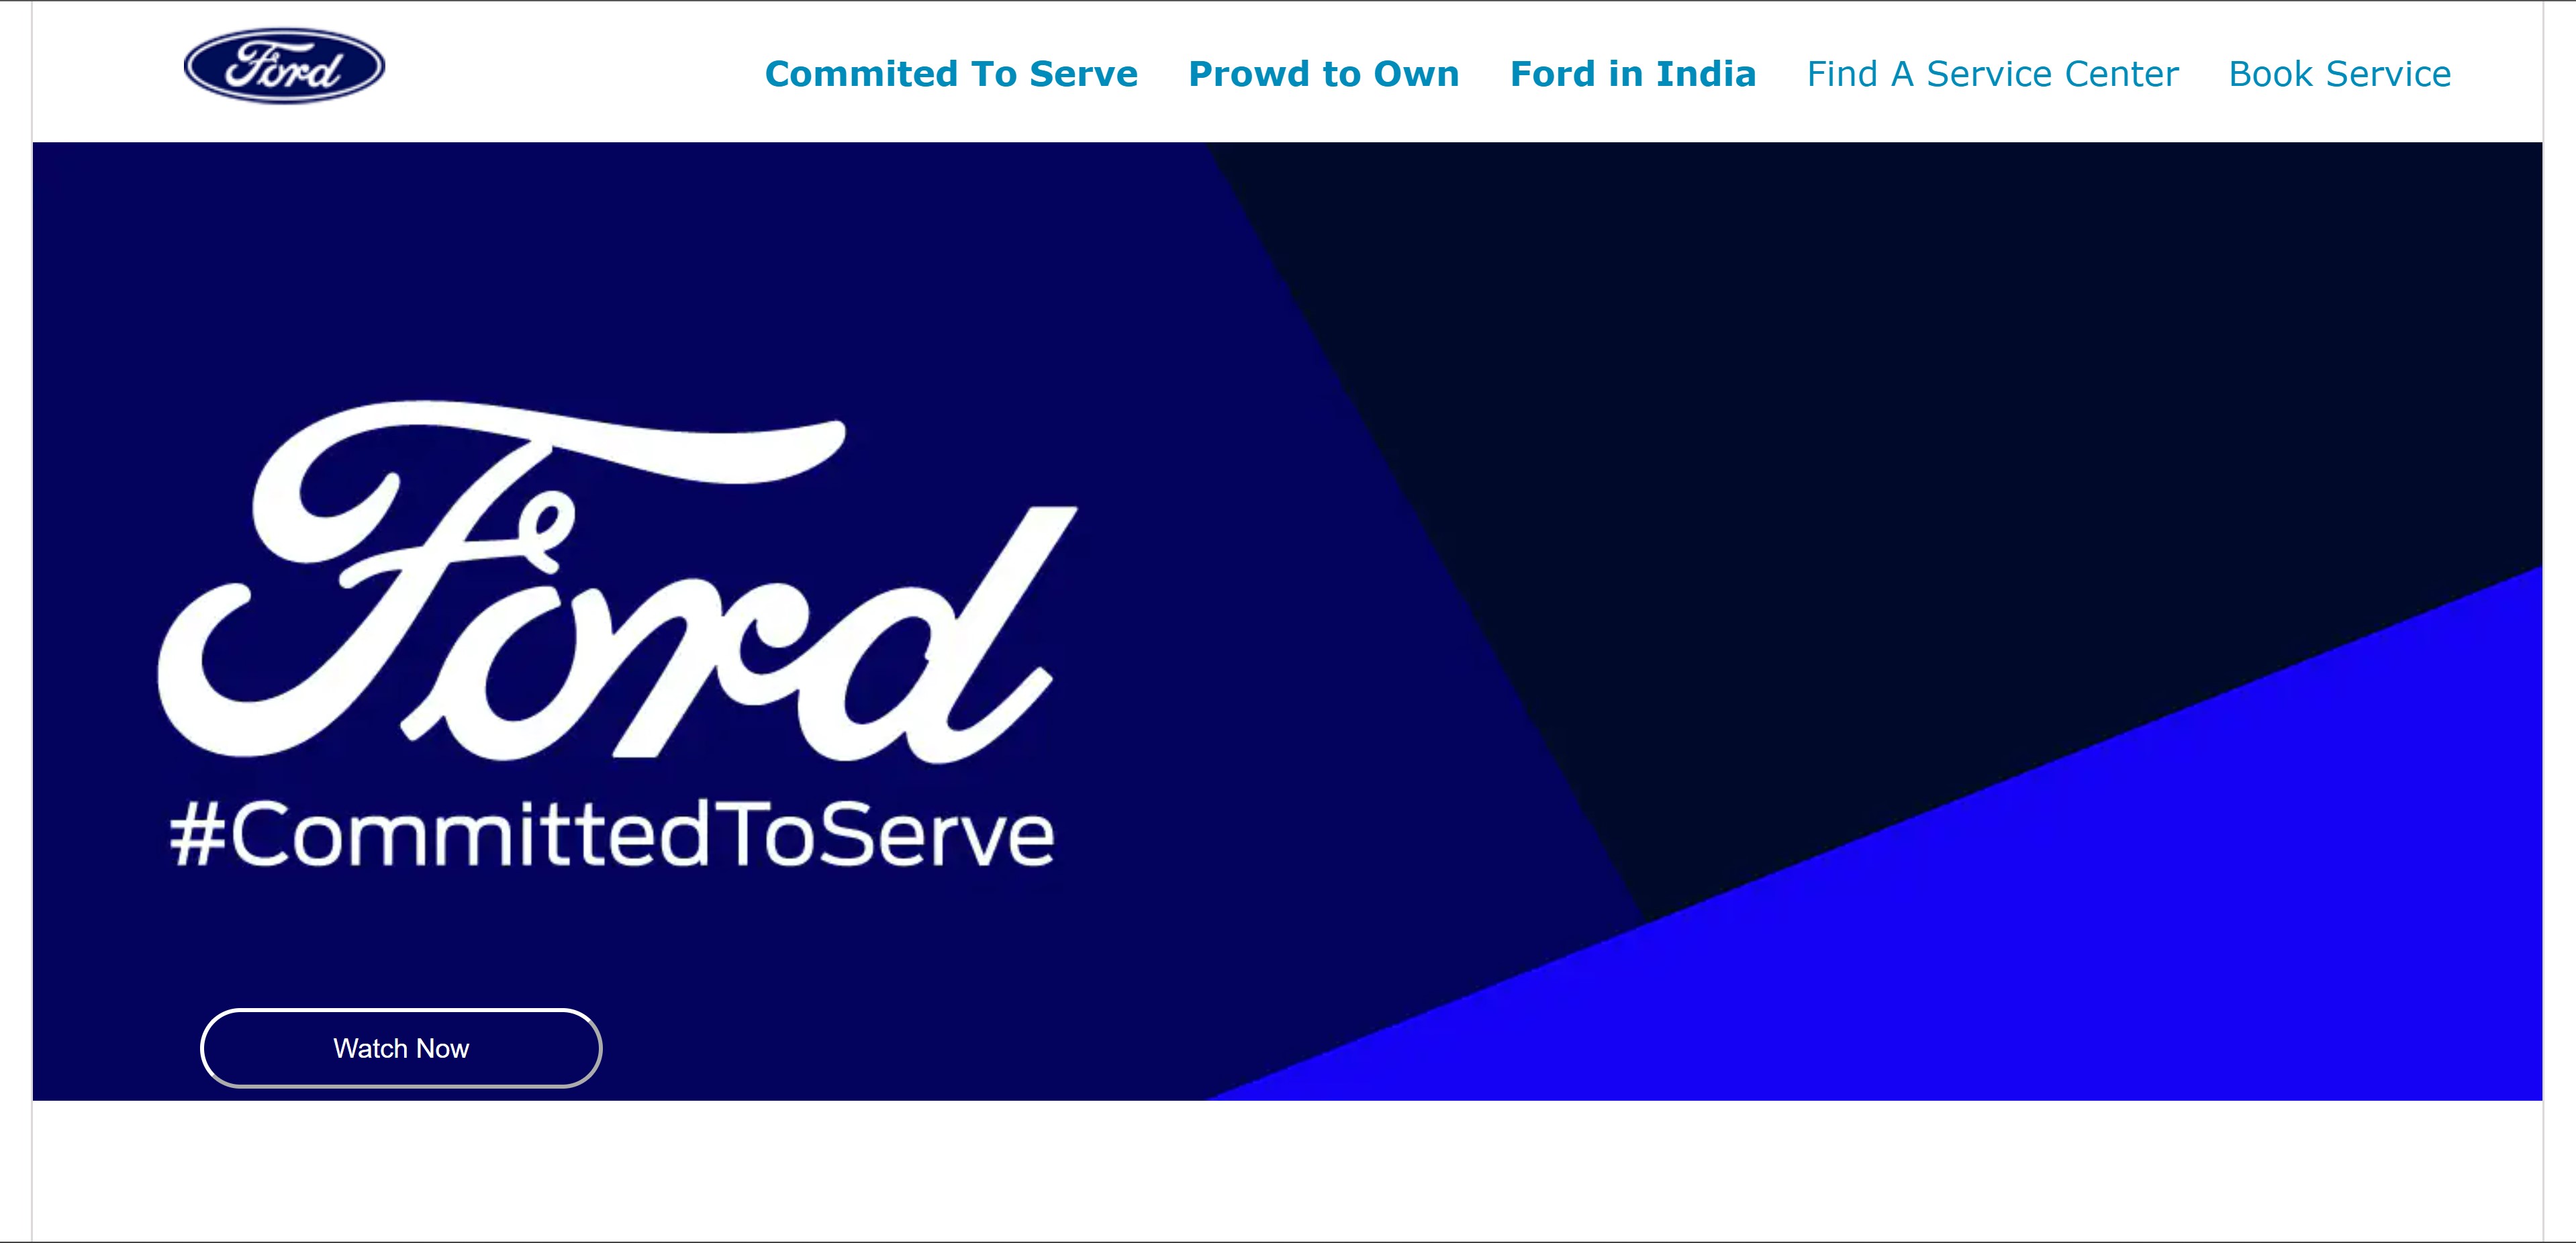 Ford
Commited To Serve Prowd to Own Ford in India Find A Service Center Book Service
Ford
#CommittedToServe
Watch Now